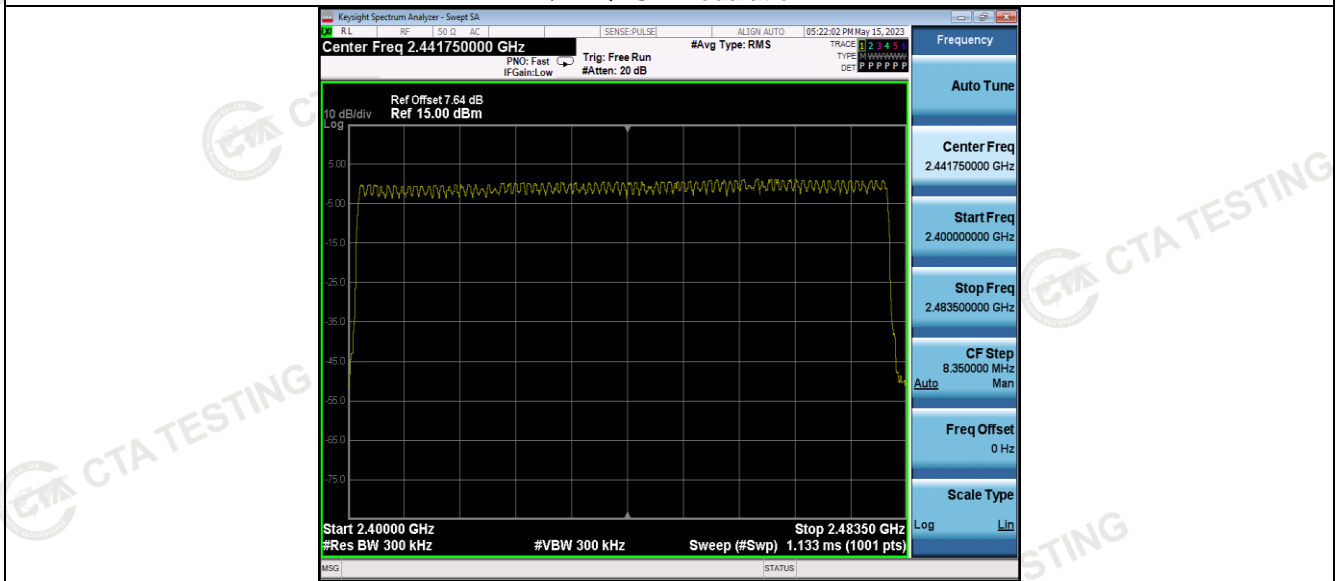 Keysight Spectrum Analyzer - Swept SA
RL RF 50 Ω AC SENSE:PULSE ALIGN AUTO 05:22:02 PM May 15, 2023
Center Freq 2.441750000 GHz
PNO: Fast
IFGain:Low
Trig: Free Run
#Atten: 20 dB
#Avg Type: RMS
TRACE 1 2 3 4 5 6
TYPE M
DET P P P P P P
Ref Offset 7.64 dB
10 dB/div Ref 15.00 dBm
Log
5.00
-5.00
-15.0
-25.0
-35.0
-45.0
-55.0
-65.0
-75.0
Start 2.40000 GHz Stop 2.48350 GHz
#Res BW 300 kHz #VBW 300 kHz Sweep (#Swp) 1.133 ms (1001 pts)
MSG STATUS
Frequency
Auto Tune
Center Freq
2.441750000 GHz
Start Freq
2.400000000 GHz
Stop Freq
2.483500000 GHz
CF Step
8.350000 MHz
Auto Man
Freq Offset
0 Hz
Scale Type
Log Lin
CTA TESTING
CTA TESTING
STING